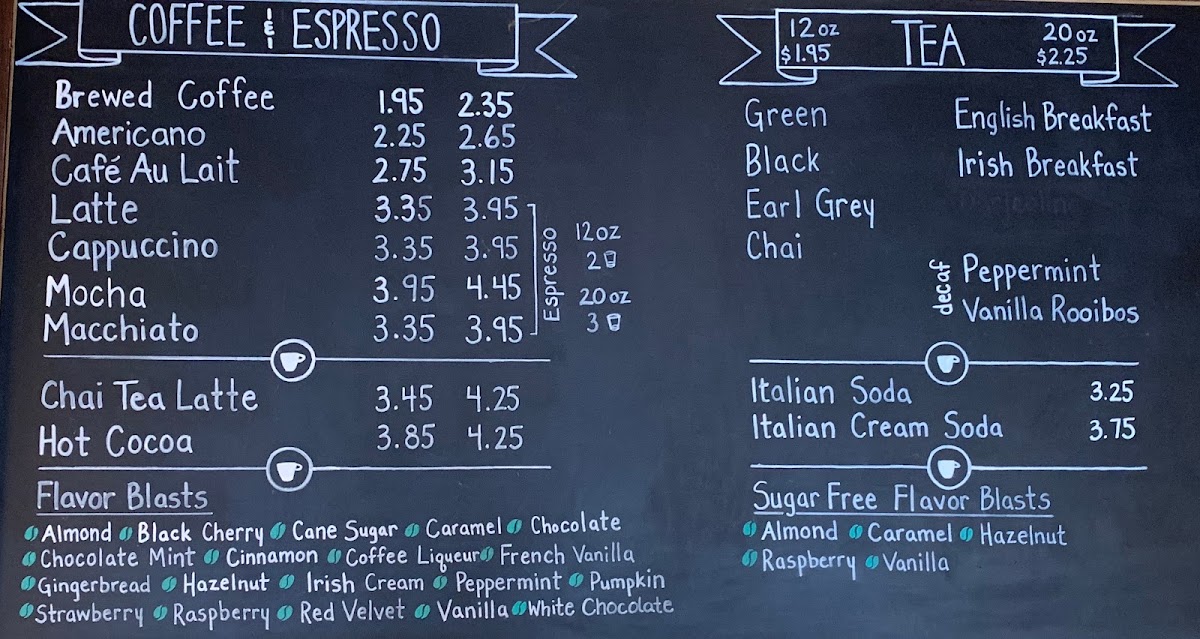 COFFEE & ESPRESSO
Brewed Coffee 1.95 2.35
Americano 2.25 2.65
Café Au Lait 2.75 3.15
Latte 3.35 3.95
Cappuccino 3.35 3.95
Mocha 3.95 4.45
Macchiato 3.35 3.95
Espresso
12oz
2
20 oz
3
Chai Tea Latte 3.45 4.25
Hot Cocoa 3.85 4.25
Flavor Blasts
Almond Black Cherry Cane Sugar Caramel Chocolate
Chocolate Mint Cinnamon Coffee Liqueur French Vanilla
Gingerbread Hazelnut Irish Cream Peppermint Pumpkin
Strawberry Raspberry Red Velvet Vanilla White Chocolate
12oz TEA 20oz
$1.95 $2.25
Green English Breakfast
Black Irish Breakfast
Earl Grey
Chai
decaf
Peppermint
Vanilla Rooibos
Italian Soda 3.25
Italian Cream Soda 3.75
Sugar Free Flavor Blasts
Almond Caramel Hazelnut
Raspberry Vanilla